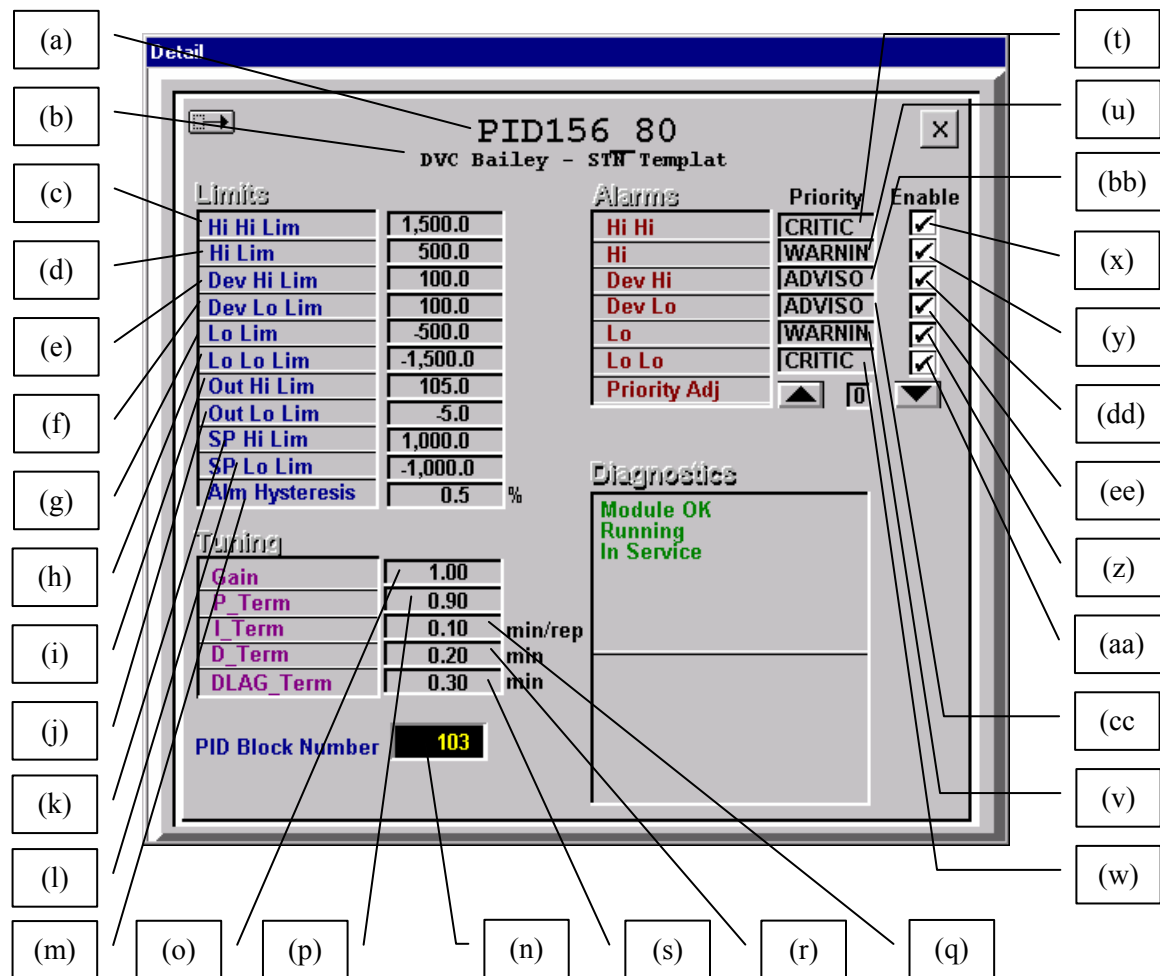 (a)
(t)
Detail
(b)
PID156_80
(u)
X
DVC Bailey - STN Templat
(c)
Limits
Alarms Priority Enable
(bb)
Hi Hi Lim 1,500.0
Hi Hi CRITIC
(d)
Hi Lim 500.0
Hi WARNIN
(x)
Dev Hi Lim 100.0
Dev Hi ADVISO
(e)
Dev Lo Lim 100.0
Dev Lo ADVISO
(y)
Lo Lim -500.0
Lo WARNIN
(f)
Lo Lo Lim -1,500.0
Lo Lo CRITIC
(dd)
Out Hi Lim 105.0
Priority Adj 0
Out Lo Lim -5.0
(g)
SP Hi Lim 1,000.0
(ee)
SP Lo Lim -1,000.0
Diagnostics
Alm Hysteresis 0.5 %
(h)
Module OK
Running
In Service
(z)
Tuning
(i)
Gain 1.00
(aa)
P_Term 0.90
I_Term 0.10 min/rep
(j)
D_Term 0.20 min
DLAG_Term 0.30 min
(cc
(k)
PID Block Number 103
(v)
(l)
(w)
(m)
(o)
(p)
(n)
(s)
(r)
(q)